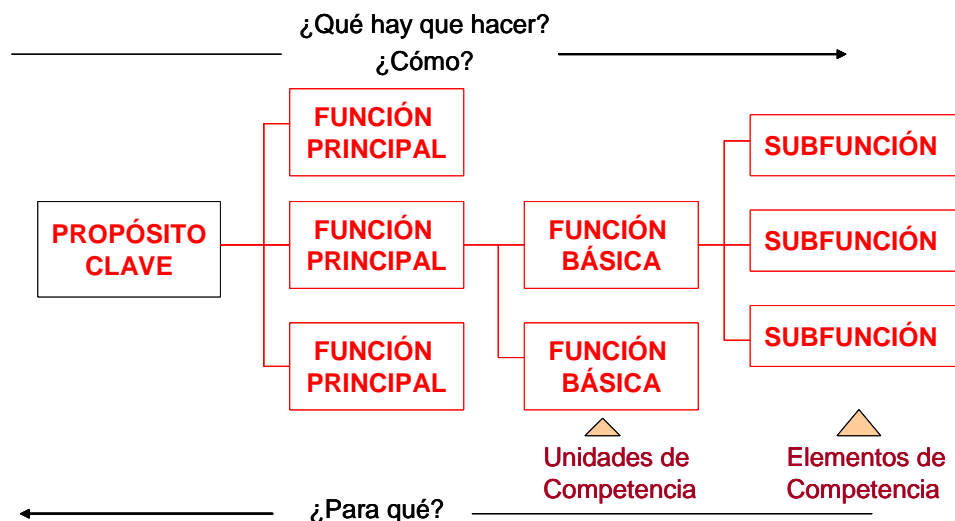 ¿Qué hay que hacer?
¿Cómo?
FUNCIÓN
PRINCIPAL
SUBFUNCIÓN
PROPÓSITO
CLAVE
FUNCIÓN
PRINCIPAL
FUNCIÓN
BÁSICA
SUBFUNCIÓN
FUNCIÓN
PRINCIPAL
FUNCIÓN
BÁSICA
SUBFUNCIÓN
Unidades de
Competencia
Elementos de
Competencia
¿Para qué?